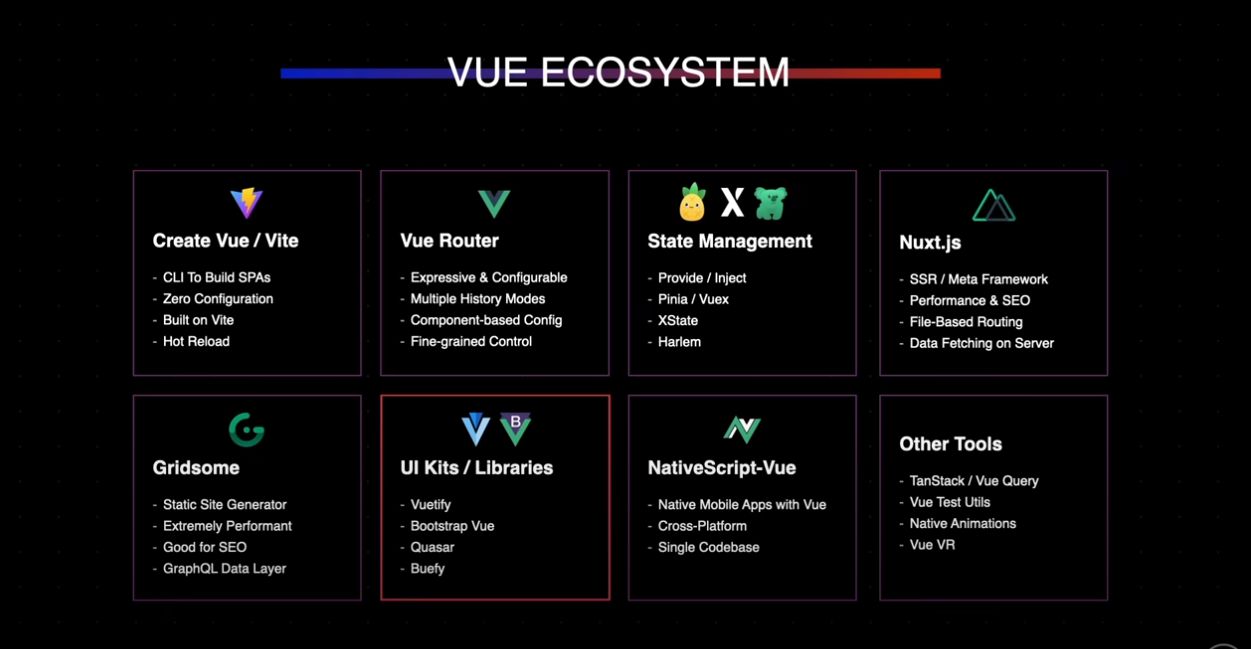 VUE ECOSYSTEM
Create Vue / Vite
- CLI To Build SPAs
- Zero Configuration
- Built on Vite
- Hot Reload
Vue Router
- Expressive & Configurable
- Multiple History Modes
- Component-based Config
- Fine-grained Control
X
State Management
- Provide / Inject
- Pinia / Vuex
- XState
- Harlem
Nuxt.js
- SSR / Meta Framework
- Performance & SEO
- File-Based Routing
- Data Fetching on Server
Gridsome
- Static Site Generator
- Extremely Performant
- Good for SEO
- GraphQL Data Layer
B
UI Kits / Libraries
- Vuetify
- Bootstrap Vue
- Quasar
- Buefy
NativeScript-Vue
- Native Mobile Apps with Vue
- Cross-Platform
- Single Codebase
Other Tools
- TanStack / Vue Query
- Vue Test Utils
- Native Animations
- Vue VR